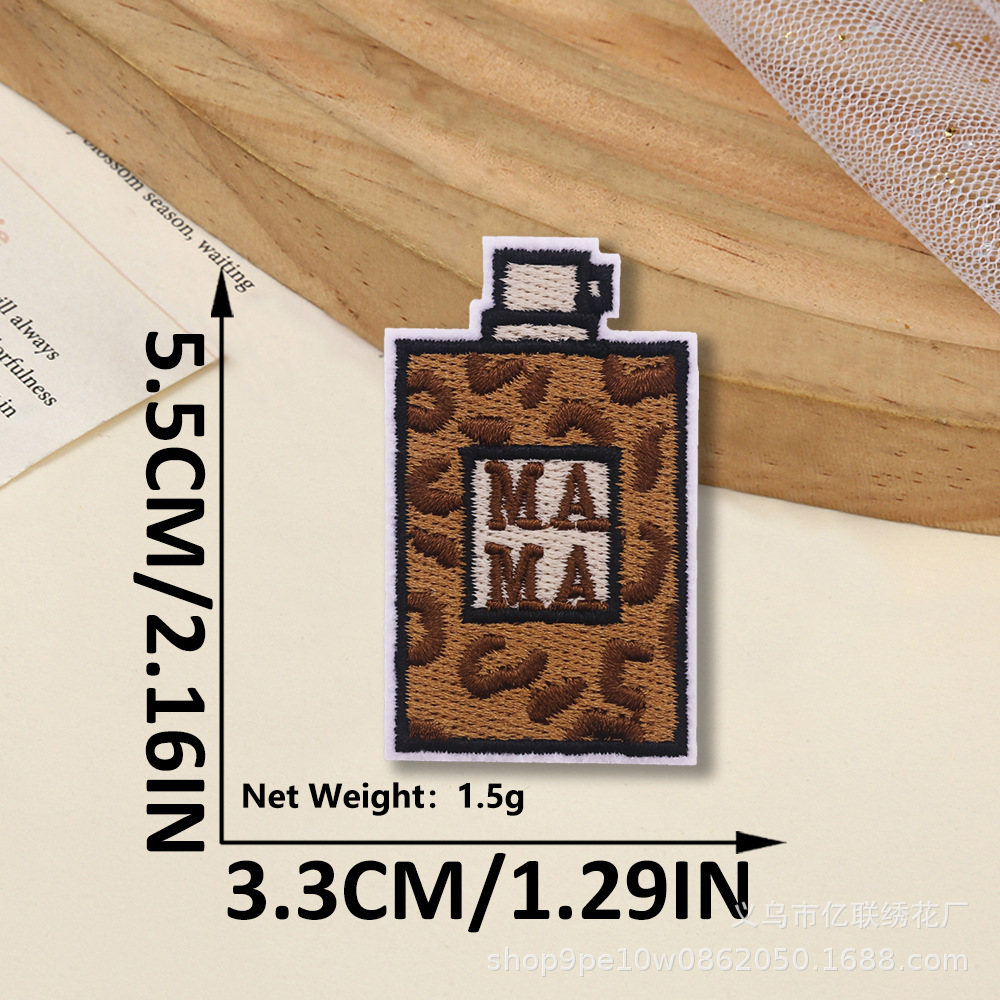 blossom season, waiting
ill always
orfulness
in
5.5CM/2.16IN
MA
MA
Net Weight：1.5g
3.3CM/1.29IN
义乌市亿联绣花厂
shop9pe10w0862050.1688.com